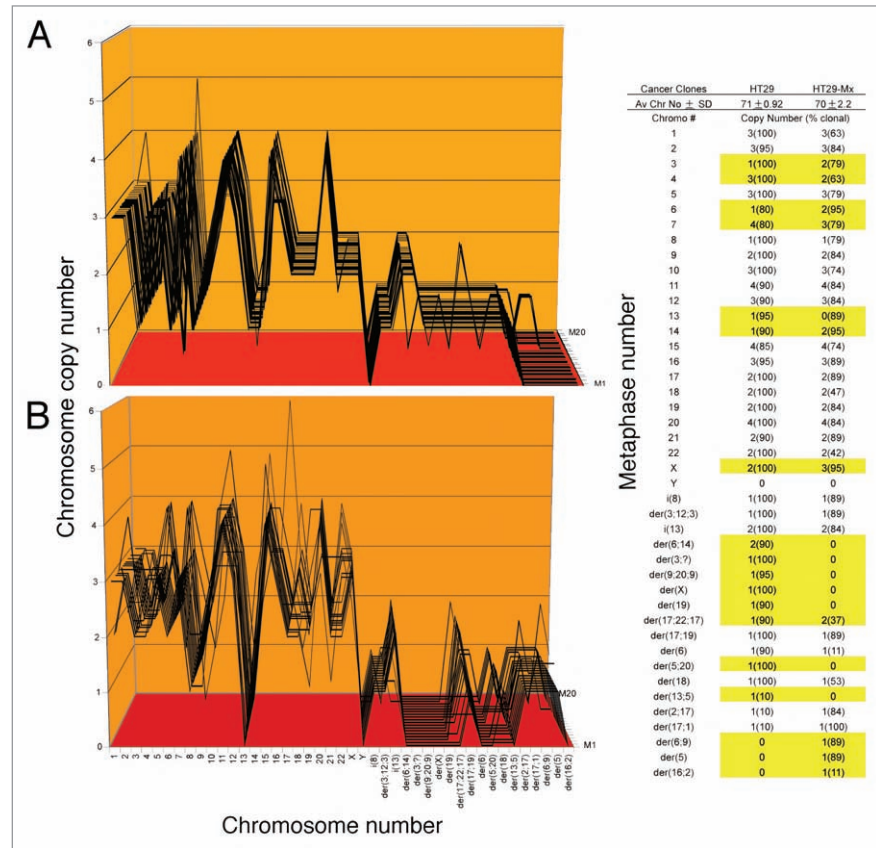 A
Chromosome copy number
6
5
4
3
2
1
0
M20
M1
B
6
5
4
3
2
1
0
M20
M1
1
2
3
4
5
6
7
8
9
10
11
12
13
14
15
16
17
18
19
20
21
22
X
Y
i(8)
der(3;12;3)
i(13)
der(6;14)
der(3;?)
der(9;20;9)
der(X)
der(19)
der(17;22;17)
der(17;19)
der(6)
der(5;20)
der(18)
der(13;5)
der(2;17)
der(17;1)
der(6;9)
der(5)
der(16;2)
Chromosome number
Metaphase number
Cancer Clones HT29 HT29-Mx
Av Chr No ± SD 71 ±0.92 70 ±2.2
Chromo # Copy Number (% clonal)
1 3(100) 3(63)
2 3(95) 3(84)
3 1(100) 2(79)
4 3(100) 2(63)
5 3(100) 3(79)
6 1(80) 2(95)
7 4(80) 3(79)
8 1(100) 1(79)
9 2(100) 2(84)
10 3(100) 3(74)
11 4(90) 4(84)
12 3(90) 3(84)
13 1(95) 0(89)
14 1(90) 2(95)
15 4(85) 4(74)
16 3(95) 3(89)
17 2(100) 2(89)
18 2(100) 2(47)
19 2(100) 2(84)
20 4(100) 4(84)
21 2(90) 2(89)
22 2(100) 2(42)
X 2(100) 3(95)
Y 0 0
i(8) 1(100) 1(89)
der(3;12;3) 1(100) 1(89)
i(13) 2(100) 2(84)
der(6;14) 2(90) 0
der(3;?) 1(100) 0
der(9;20;9) 1(95) 0
der(X) 1(100) 0
der(19) 1(90) 0
der(17;22;17) 1(90) 2(37)
der(17;19) 1(100) 1(89)
der(6) 1(90) 1(11)
der(5;20) 1(100) 0
der(18) 1(100) 1(53)
der(13;5) 1(10) 0
der(2;17) 1(10) 1(84)
der(17;1) 1(10) 1(100)
der(6;9) 0 1(89)
der(5) 0 1(89)
der(16;2) 0 1(11)